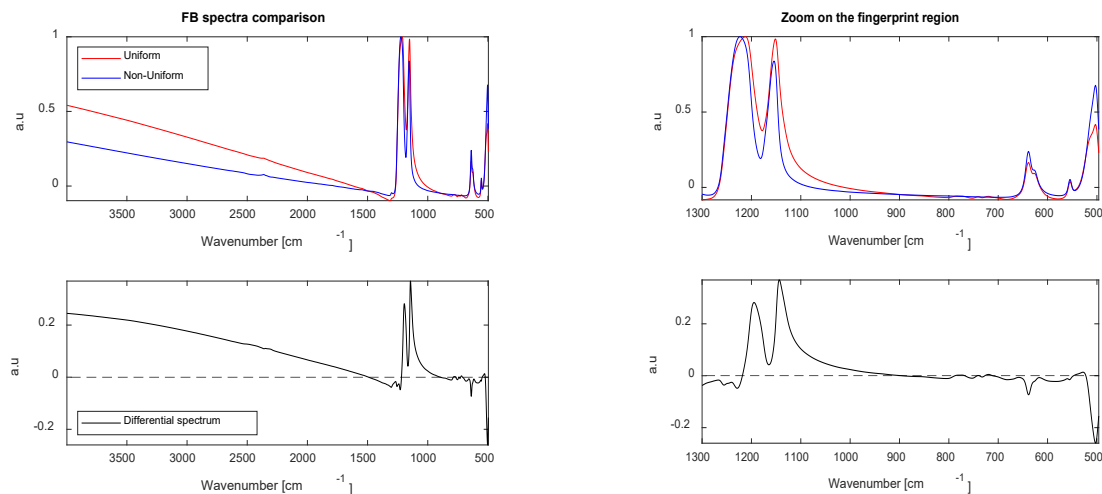 FB spectra comparison
1
0.5
0
a.u
Uniform
Non-Uniform
3500 3000 2500 2000 1500 1000 500
Wavenumber [cm -1 ]
Zoom on the fingerprint region
1
0.5
0
a.u
1300 1200 1100 1000 900 800 700 600 500
Wavenumber [cm -1 ]
0.2
0
-0.2
a.u
Differential spectrum
3500 3000 2500 2000 1500 1000 500
Wavenumber [cm -1 ]
0.2
0
-0.2
a.u
1300 1200 1100 1000 900 800 700 600 500
Wavenumber [cm -1 ]